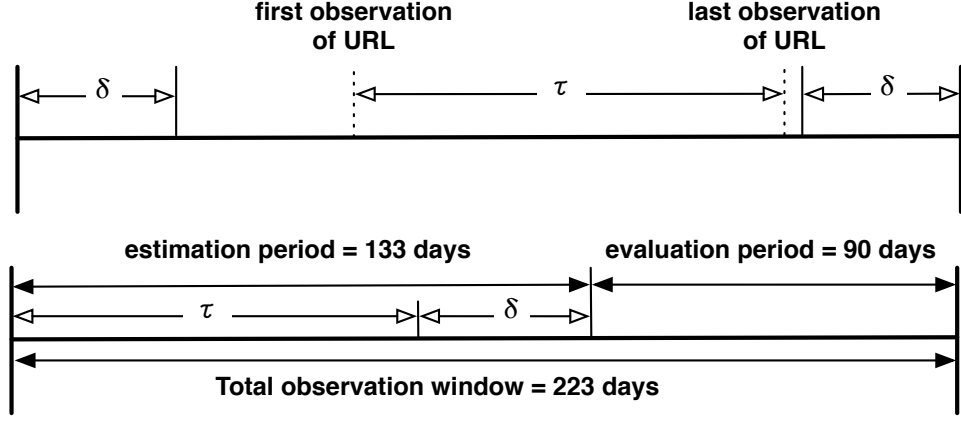 first observation
of URL
last observation
of URL
δ
τ
δ
estimation period = 133 days
evaluation period = 90 days
τ
δ
Total observation window = 223 days